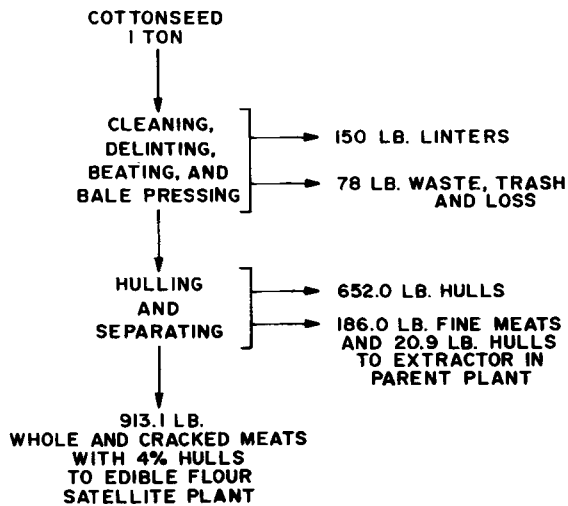 COTTONSEED
1 TON
CLEANING,
DELINTING,
BEATING, AND
BALE PRESSING
150 LB. LINTERS
78 LB. WASTE, TRASH
AND LOSS
HULLING
AND
SEPARATING
652.0 LB. HULLS
186.0 LB. FINE MEATS
AND 20.9 LB. HULLS
TO EXTRACTOR IN
PARENT PLANT
913.1 LB.
WHOLE AND CRACKED MEATS
WITH 4% HULLS
TO EDIBLE FLOUR
SATELLITE PLANT